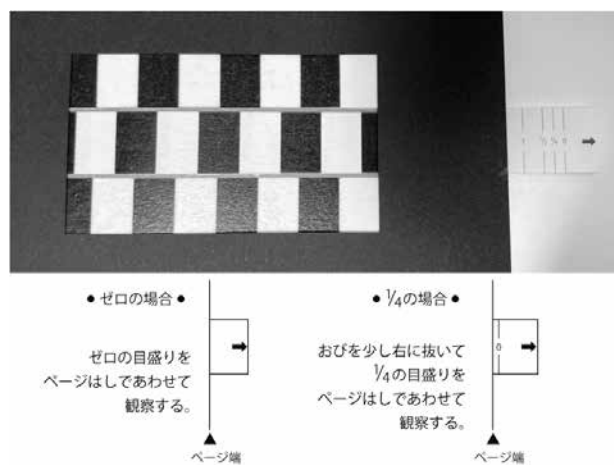 ● ゼロの場合 ●
ゼロの目盛りを
ページはしであわせて
観察する。
ページ端
● 1/4の場合 ●
おびを少し右に抜いて
1/4の目盛りを
ページはしであわせて
観察する。
0
ページ端